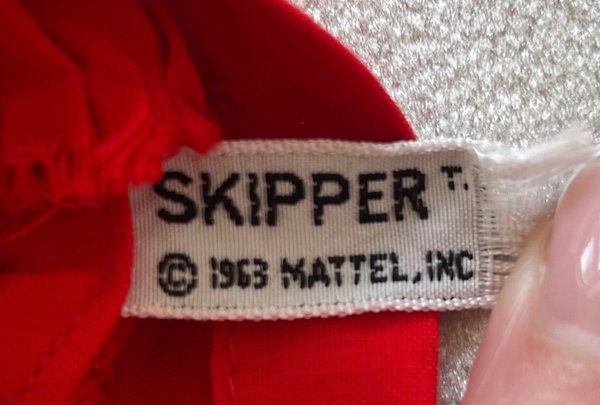 SKIPPER T.
© 1963 MATTEL, INC